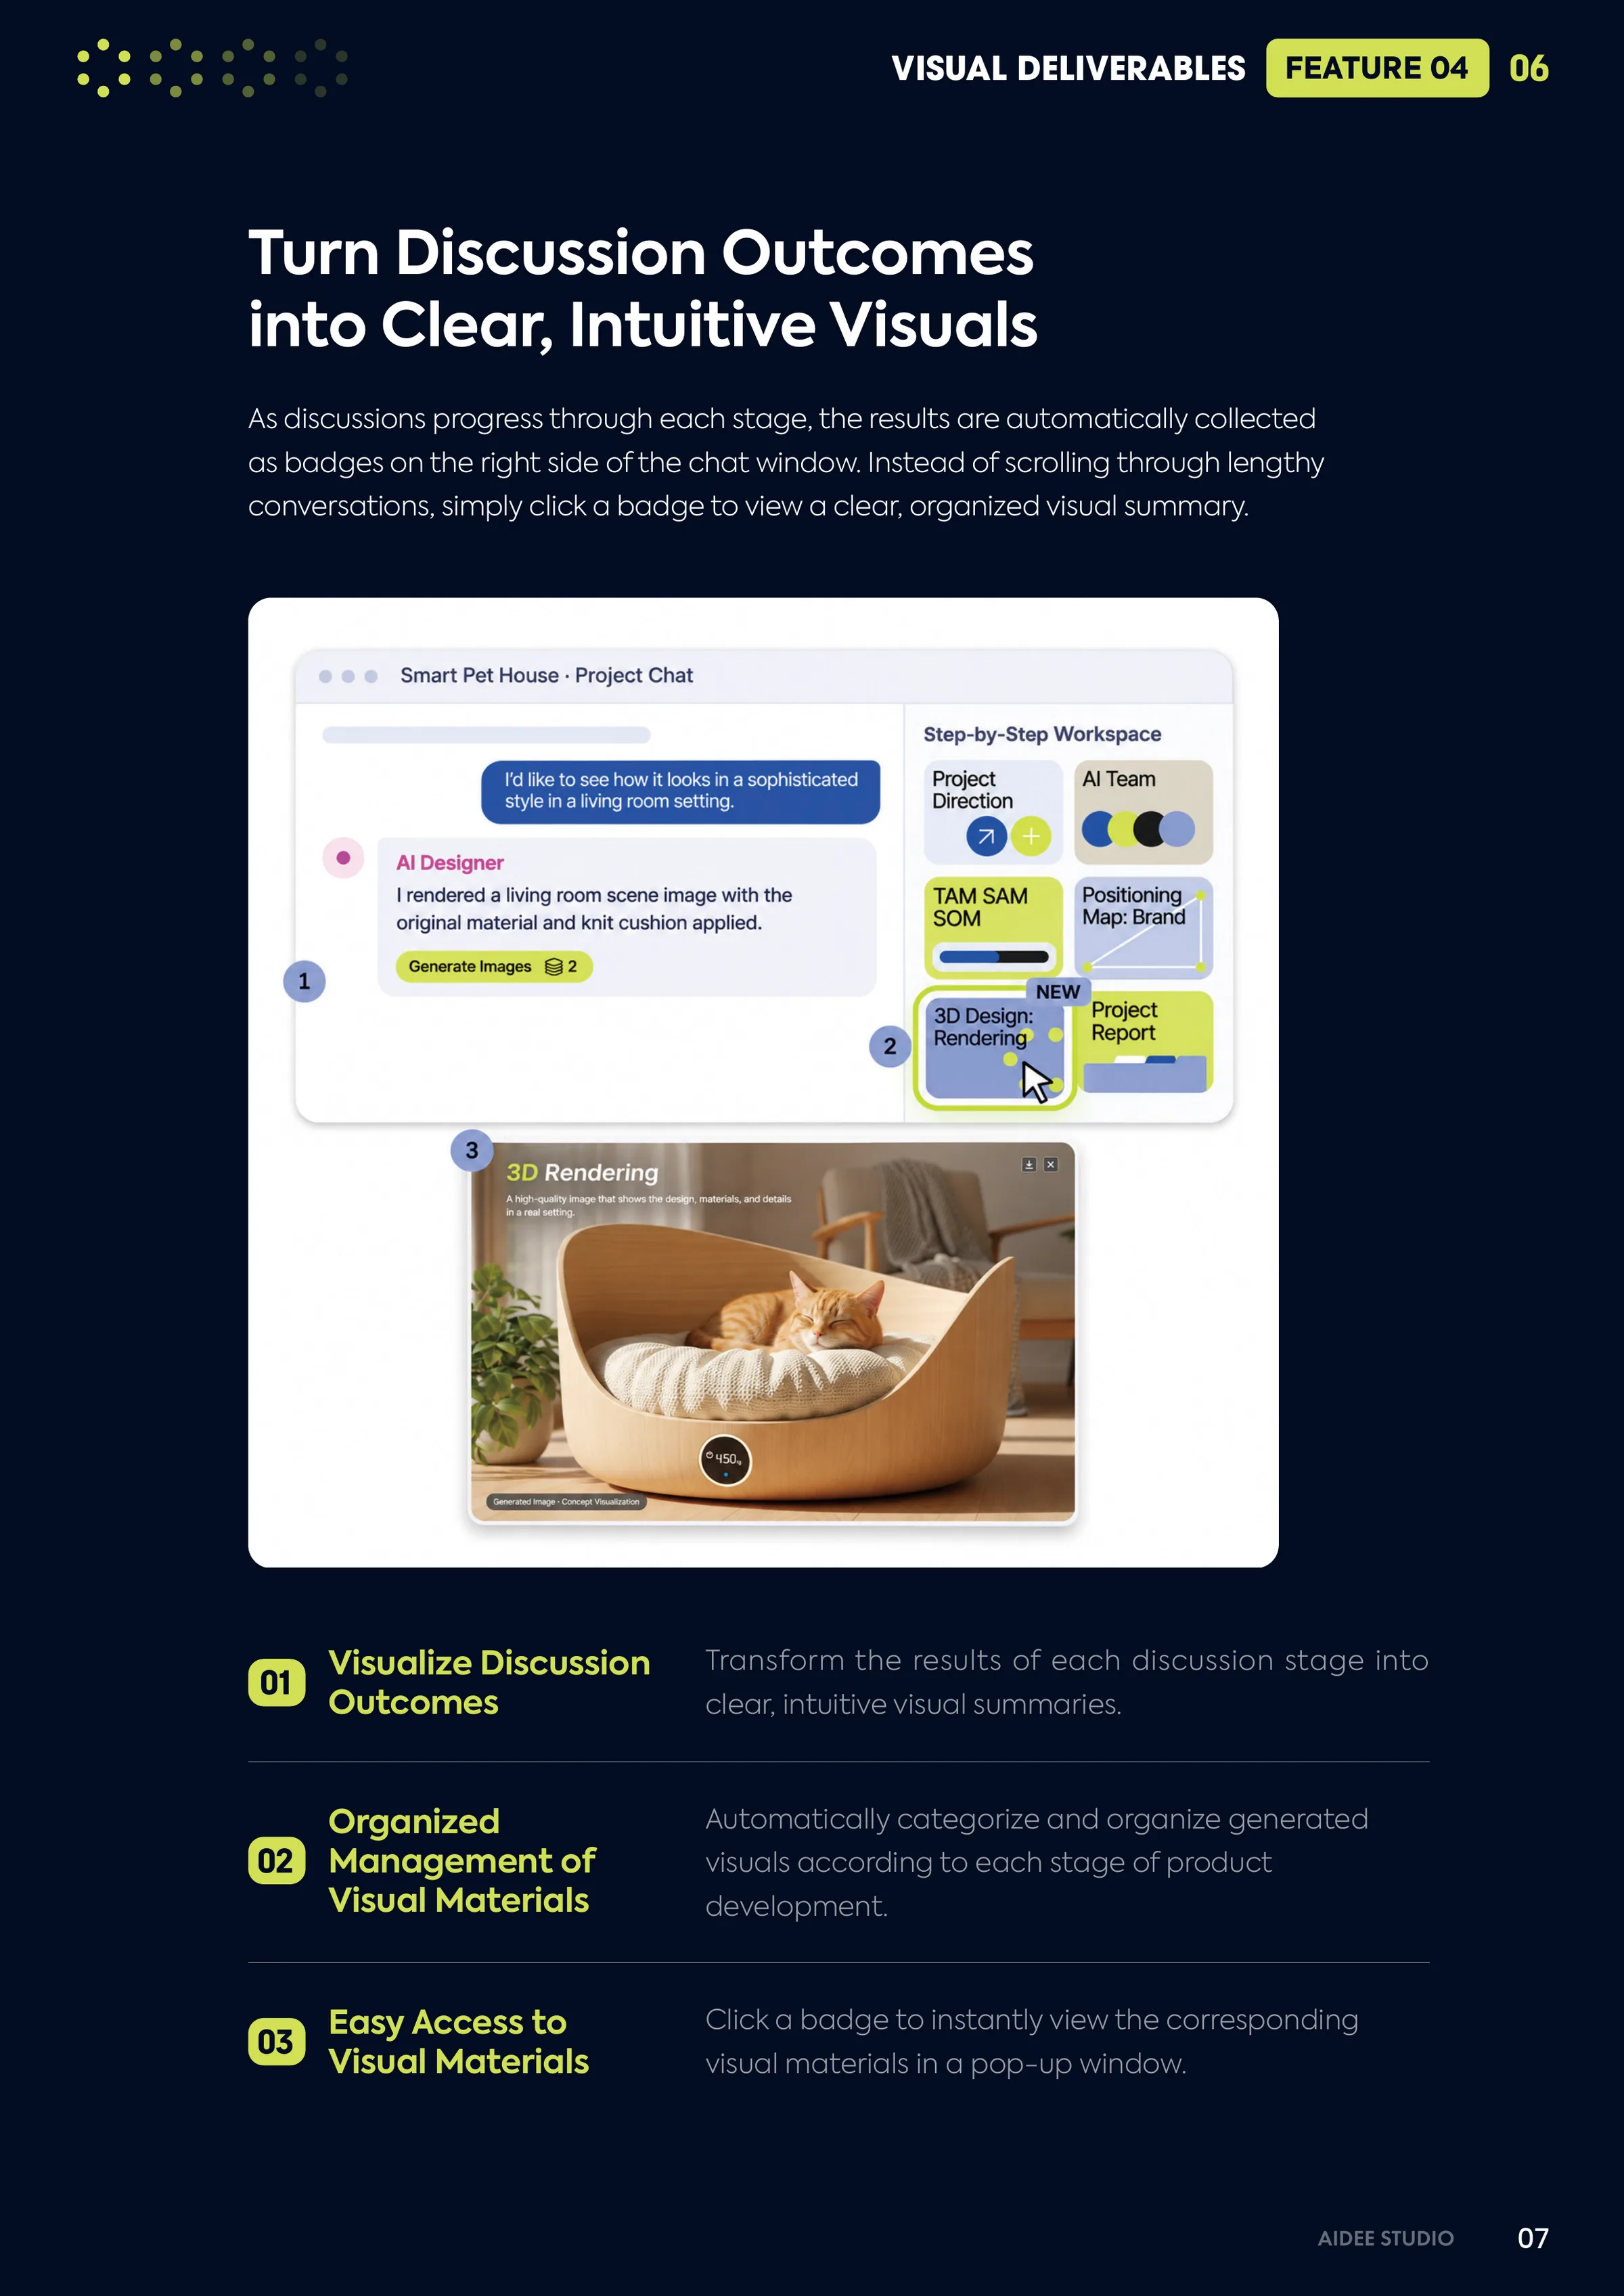 VISUAL DELIVERABLES
FEATURE 04
06
Turn Discussion Outcomes
into Clear, Intuitive Visuals
As discussions progress through each stage, the results are automatically collected
as badges on the right side of the chat window. Instead of scrolling through lengthy
conversations, simply click a badge to view a clear, organized visual summary.
Smart Pet House · Project Chat
I'd like to see how it looks in a sophisticated
style in a living room setting.
AI Designer
I rendered a living room scene image with the
original material and knit cushion applied.
Generate Images 2
1
Step-by-Step Workspace
Project
Direction
AI Team
TAM SAM
SOM
Positioning
Map: Brand
NEW
2
3D Design:
Rendering
Project
Report
3
3D Rendering
A high-quality image that shows the design, materials, and details
in a real setting.
450g
Generated Image · Concept Visualization
01
Visualize Discussion
Outcomes
Transform the results of each discussion stage into
clear, intuitive visual summaries.
02
Organized
Management of
Visual Materials
Automatically categorize and organize generated
visuals according to each stage of product
development.
03
Easy Access to
Visual Materials
Click a badge to instantly view the corresponding
visual materials in a pop-up window.
AIDEE STUDIO
07